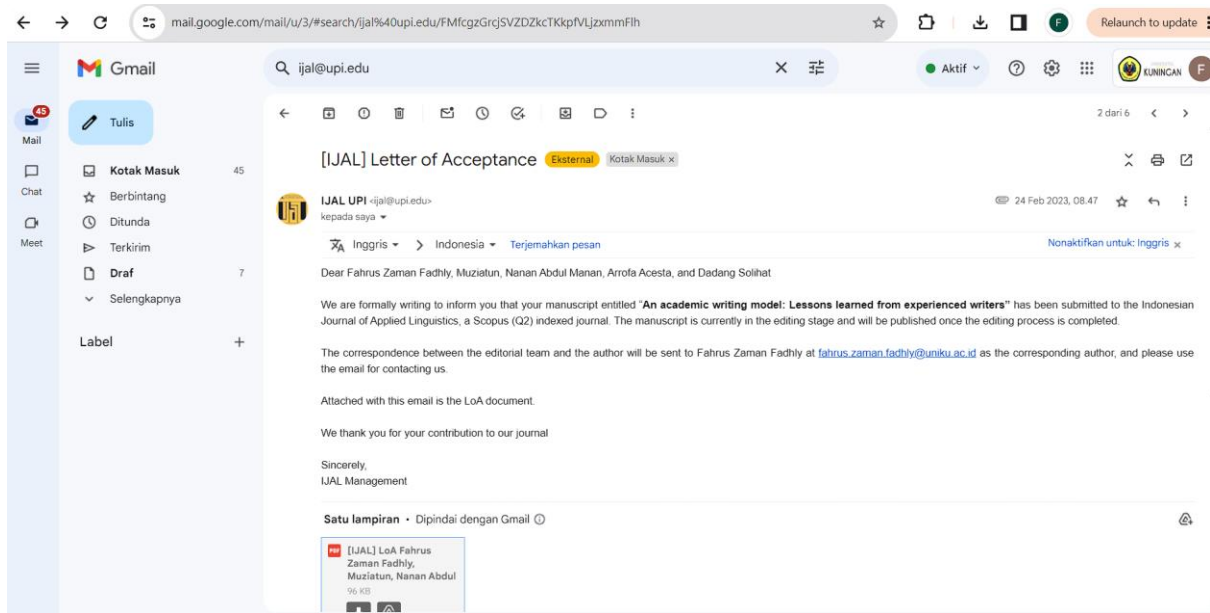 mail.google.com/mail/u/3/#search/ijal%40upi.edu/FMfcgzGrcjSVZDZkcTKkpfVLjzxmmFlh
F
Relaunch to update
Gmail
ijal@upi.edu
Aktif
KUNINGAN
F
45
Mail
Chat
Meet
Tulis
Kotak Masuk 45
Berbintang
Ditunda
Terkirim
Draf 7
Selengkapnya
Label
2 dari 6
[IJAL] Letter of Acceptance Eksternal Kotak Masuk x
IJAL UPI <ijal@upi.edu>
24 Feb 2023, 08.47
kepada saya
Inggris > Indonesia Terjemahkan pesan
Nonaktifkan untuk: Inggris x
Dear Fahrus Zaman Fadhly, Muziatun, Nanan Abdul Manan, Arrofa Acesta, and Dadang Solihat
We are formally writing to inform you that your manuscript entitled "An academic writing model: Lessons learned from experienced writers" has been submitted to the Indonesian
Journal of Applied Linguistics, a Scopus (Q2) indexed journal. The manuscript is currently in the editing stage and will be published once the editing process is completed.
The correspondence between the editorial team and the author will be sent to Fahrus Zaman Fadhly at fahrus.zaman.fadhly@uniku.ac.id as the corresponding author, and please use
the email for contacting us.
Attached with this email is the LoA document.
We thank you for your contribution to our journal
Sincerely,
IJAL Management
Satu lampiran • Dipindai dengan Gmail
PDF [IJAL] LoA Fahrus
Zaman Fadhly,
Muziatun, Nanan Abdul
96 KB